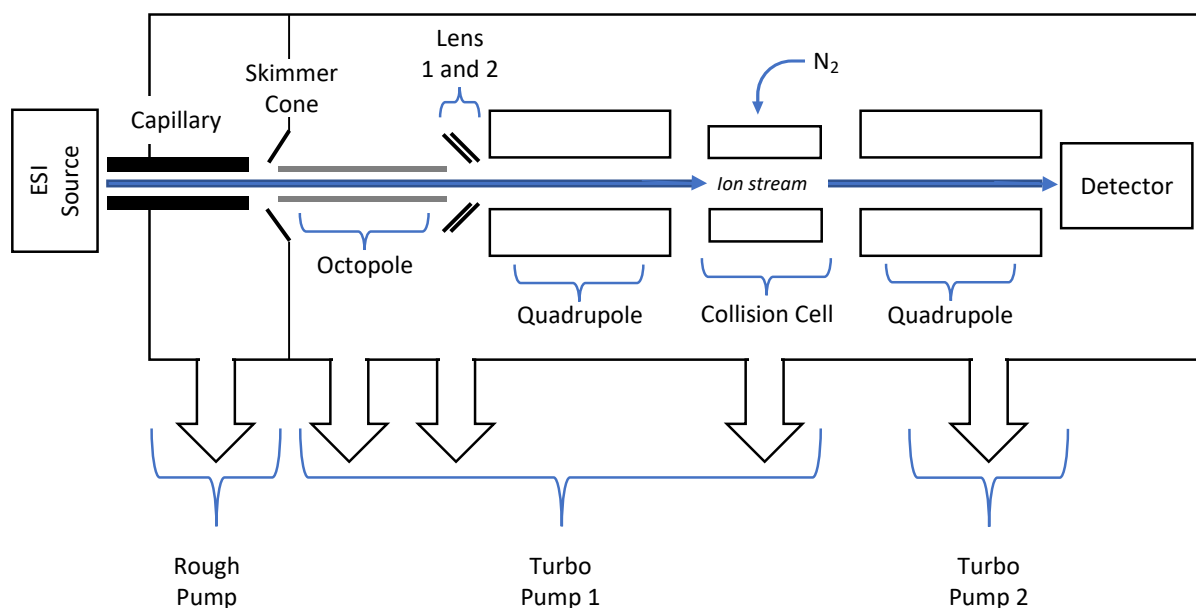 Lens
1 and 2
N₂
Skimmer
Cone
Capillary
ESI
Source
Ion stream
Detector
Octopole
Quadrupole
Collision Cell
Quadrupole
Rough
Pump
Turbo
Pump 1
Turbo
Pump 2